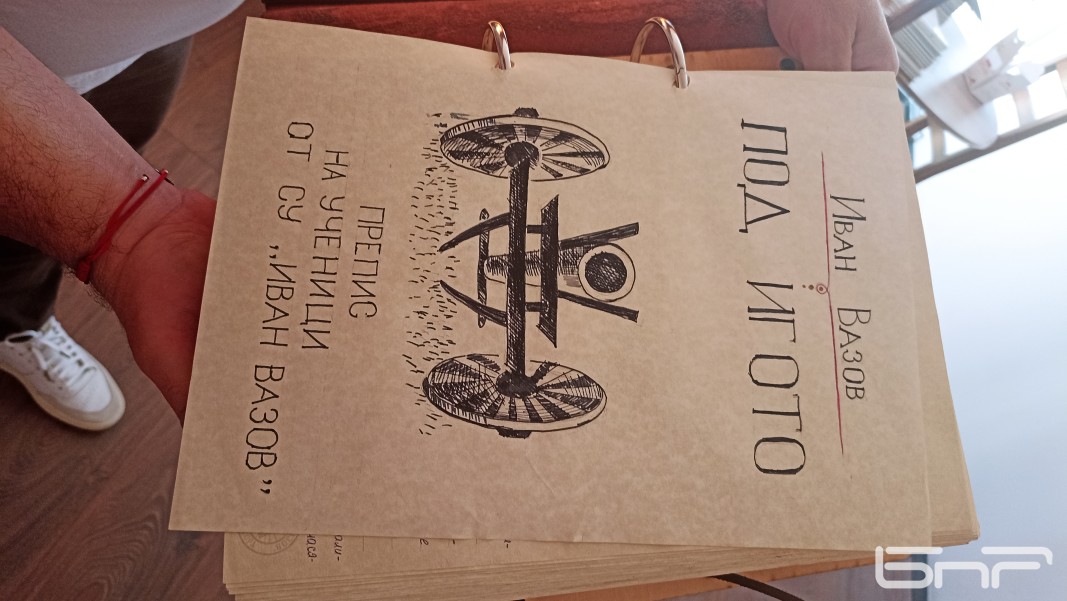 ИВАН ВАЗОВ
ПОД ИГОТО
ПРЕПИС
НА УЧЕНИЦИ
ОТ СУ „ИВАН ВАЗОВ”
БНР